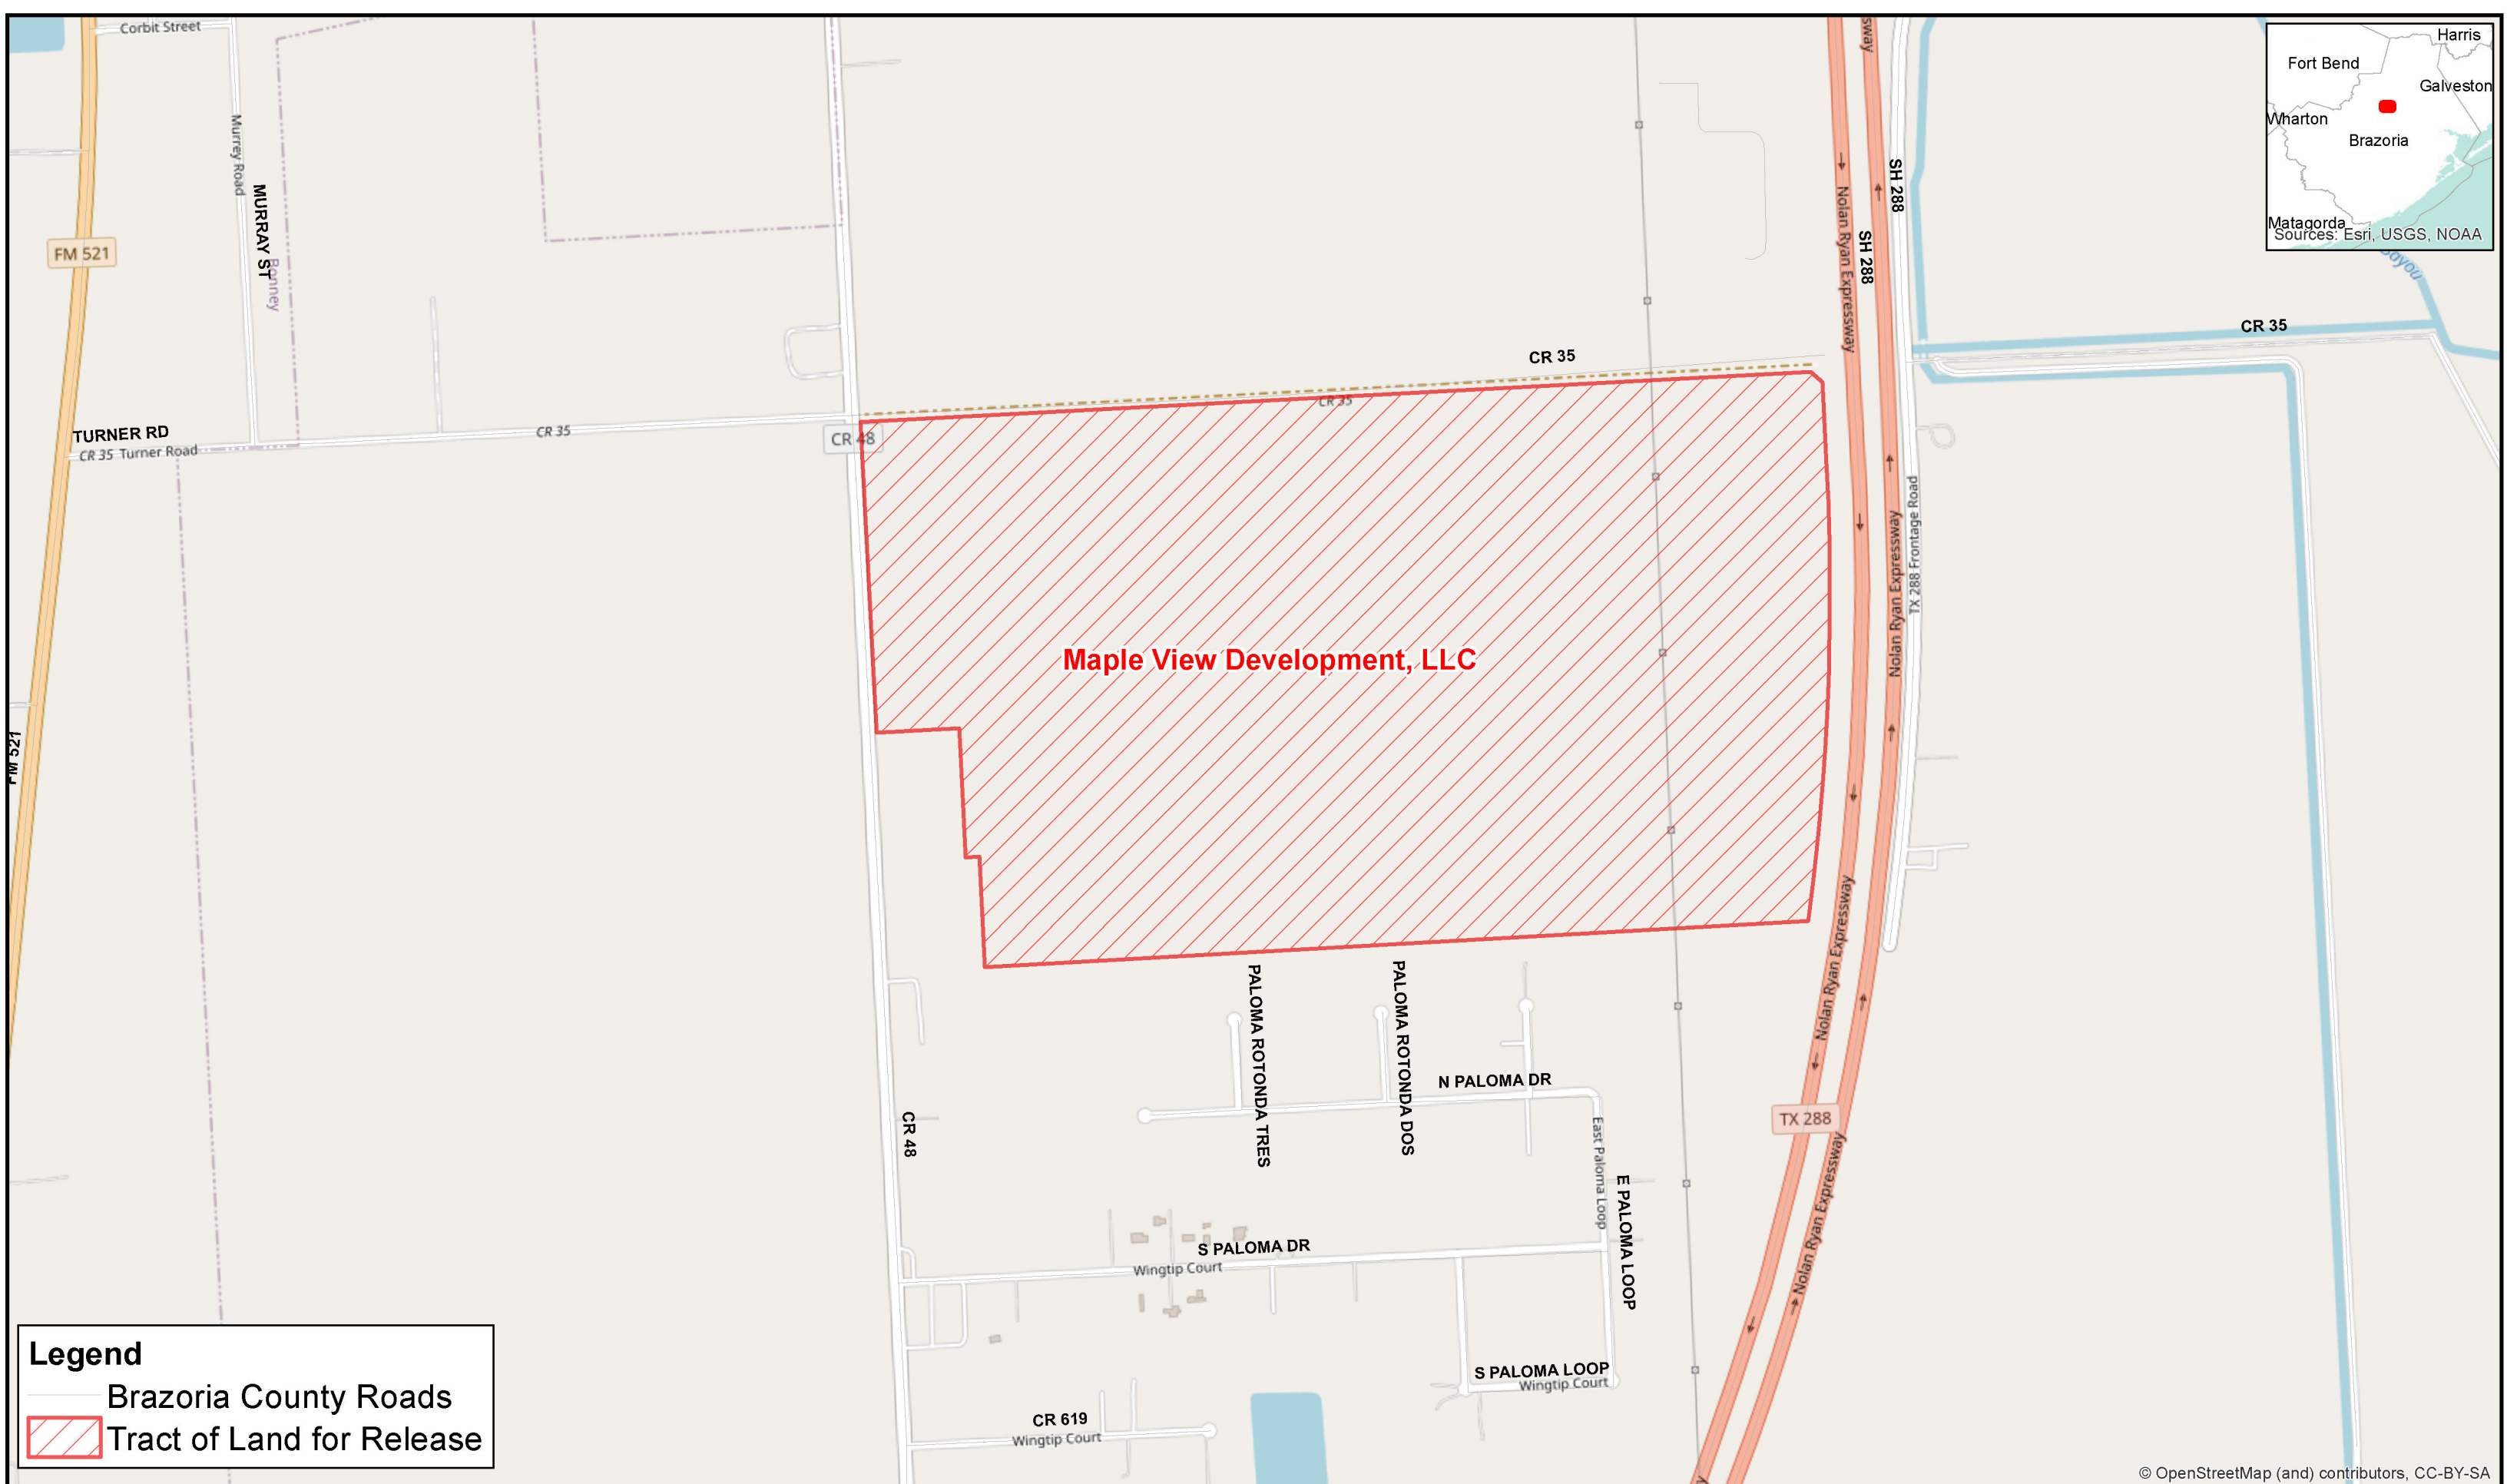 Corbit Street
Murrey Road
MURRAY ST
Bonney
FM 521
TURNER RD
CR 35 Turner Road
CR 35
CR 48
CR 35
CR 35
Nolan Ryan Expressway
SH 288
SH 288
sway
Harris
Fort Bend
Galveston
Wharton
Brazoria
Matagorda
Sources: Esri, USGS, NOAA
Bayou
CR 35
TX 288 Frontage Road
Nolan Ryan Expressway
Maple View Development, LLC
FM 521
Nolan Ryan Expressway
PALOMA ROTONDA TRES
PALOMA ROTONDA DOS
N PALOMA DR
East Paloma Loop
E PALOMA LOOP
TX 288
Nolan Ryan Expressway
CR 48
S PALOMA DR
Wingtip Court
S PALOMA LOOP
Wingtip Court
CR 619
Wingtip Court
Legend
Brazoria County Roads
Tract of Land for Release
© OpenStreetMap (and) contributors, CC-BY-SA